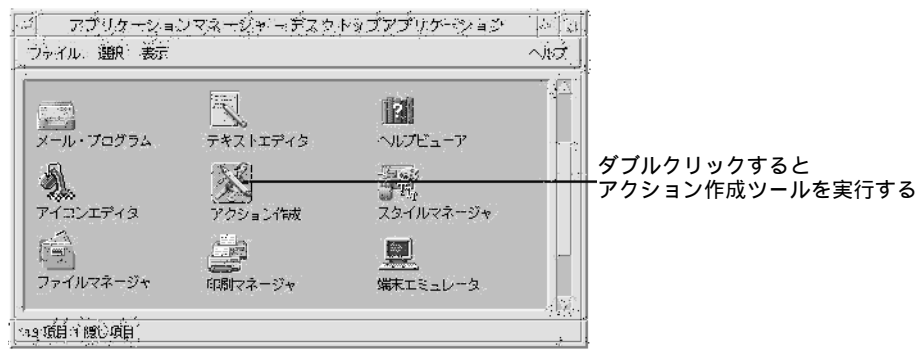 アプリケーションマネージャ - デスクトップアプリケーション
ファイル 選択 表示 ヘルプ
メール・プログラム テキストエディタ ヘルプビューア
アイコンエディタ アクション作成 スタイルマネージャ
ファイルマネージャ 印刷マネージャ 端末エミュレータ
項目 隠し項目
ダブルクリックすると
アクション作成ツールを実行する